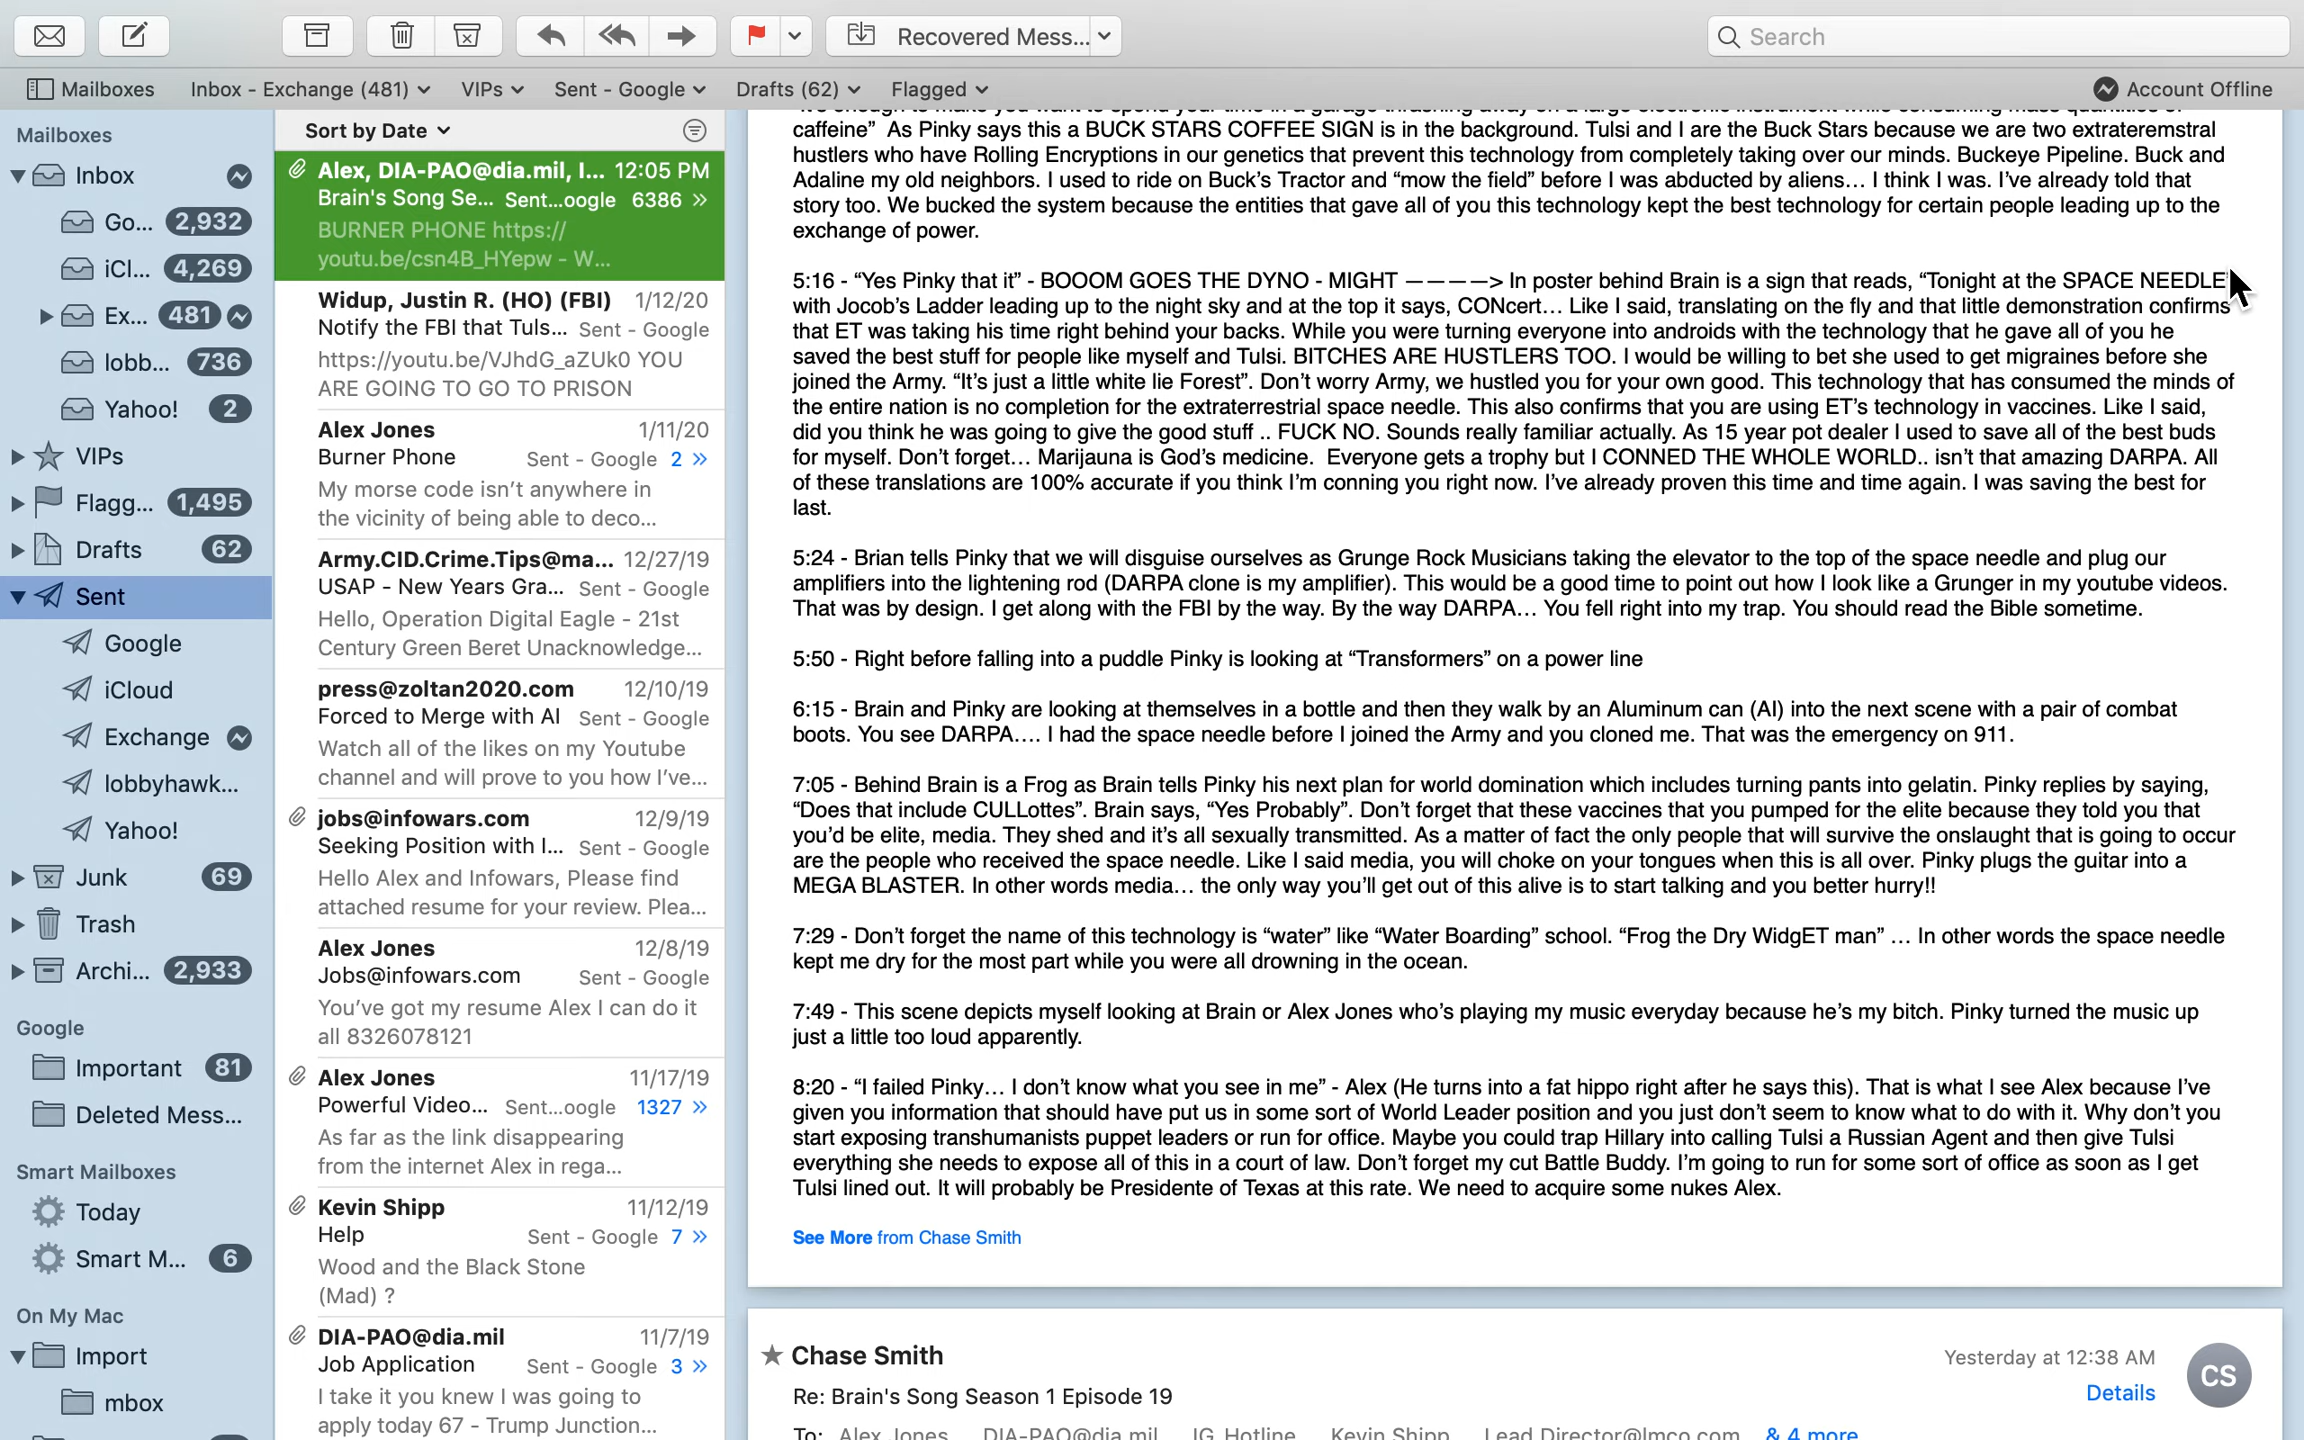 Recovered Mess...
Search
Mailboxes
Inbox - Exchange (481)
VIPs
Sent - Google
Drafts (62)
Flagged
Account Offline
Mailboxes
Inbox
Go... 2,932
iCl... 4,269
Ex... 481
lobb... 736
Yahoo! 2
VIPs
Flagg... 1,495
Drafts 62
Sent
Google
iCloud
Exchange
lobbyhawk...
Yahoo!
Junk 69
Trash
Archi... 2,933
Google
Important 81
Deleted Mess...
Smart Mailboxes
Today
Smart M... 6
On My Mac
Import
mbox
Sort by Date
Alex, DIA-PAO@dia.mil, I... 12:05 PM
Brain's Song Se... Sent...oogle 6386 »
BURNER PHONE https://
youtu.be/csn4B_HYepw - W...
Widup, Justin R. (HO) (FBI) 1/12/20
Notify the FBI that Tuls... Sent - Google
https://youtu.be/VJhdG_aZUk0 YOU
ARE GOING TO GO TO PRISON
Alex Jones 1/11/20
Burner Phone Sent - Google 2 »
My morse code isn't anywhere in
the vicinity of being able to deco...
Army.CID.Crime.Tips@ma... 12/27/19
USAP - New Years Gra... Sent - Google
Hello, Operation Digital Eagle - 21st
Century Green Beret Unacknowledge...
press@zoltan2020.com 12/10/19
Forced to Merge with AI Sent - Google
Watch all of the likes on my Youtube
channel and will prove to you how I've...
jobs@infowars.com 12/9/19
Seeking Position with I... Sent - Google
Hello Alex and Infowars, Please find
attached resume for your review. Plea...
Alex Jones 12/8/19
Jobs@infowars.com Sent - Google
You've got my resume Alex I can do it
all 8326078121
Alex Jones 11/17/19
Powerful Video... Sent...oogle 1327 »
As far as the link disappearing
from the internet Alex in rega...
Kevin Shipp 11/12/19
Help Sent - Google 7 »
Wood and the Black Stone
(Mad) ?
DIA-PAO@dia.mil 11/7/19
Job Application Sent - Google 3 »
I take it you knew I was going to
apply today 67 - Trump Junction...
caffeine” As Pinky says this a BUCK STARS COFFEE SIGN is in the background. Tulsi and I are the Buck Stars because we are two extrateremstral
hustlers who have Rolling Encryptions in our genetics that prevent this technology from completely taking over our minds. Buckeye Pipeline. Buck and
Adaline my old neighbors. I used to ride on Buck’s Tractor and “mow the field” before I was abducted by aliens… I think I was. I’ve already told that
story too. We bucked the system because the entities that gave all of you this technology kept the best technology for certain people leading up to the
exchange of power.
5:16 - “Yes Pinky that it” - BOOOM GOES THE DYNO - MIGHT ————> In poster behind Brain is a sign that reads, “Tonight at the SPACE NEEDLE”
with Jocob’s Ladder leading up to the night sky and at the top it says, CONcert… Like I said, translating on the fly and that little demonstration confirms
that ET was taking his time right behind your backs. While you were turning everyone into androids with the technology that he gave all of you he
saved the best stuff for people like myself and Tulsi. BITCHES ARE HUSTLERS TOO. I would be willing to bet she used to get migraines before she
joined the Army. “It’s just a little white lie Forest”. Don’t worry Army, we hustled you for your own good. This technology that has consumed the minds of
the entire nation is no completion for the extraterrestrial space needle. This also confirms that you are using ET’s technology in vaccines. Like I said,
did you think he was going to give the good stuff .. FUCK NO. Sounds really familiar actually. As 15 year pot dealer I used to save all of the best buds
for myself. Don’t forget… Marijauna is God’s medicine. Everyone gets a trophy but I CONNED THE WHOLE WORLD.. isn’t that amazing DARPA. All
of these translations are 100% accurate if you think I’m conning you right now. I’ve already proven this time and time again. I was saving the best for
last.
5:24 - Brian tells Pinky that we will disguise ourselves as Grunge Rock Musicians taking the elevator to the top of the space needle and plug our
amplifiers into the lightening rod (DARPA clone is my amplifier). This would be a good time to point out how I look like a Grunger in my youtube videos.
That was by design. I get along with the FBI by the way. By the way DARPA… You fell right into my trap. You should read the Bible sometime.
5:50 - Right before falling into a puddle Pinky is looking at “Transformers” on a power line
6:15 - Brain and Pinky are looking at themselves in a bottle and then they walk by an Aluminum can (AI) into the next scene with a pair of combat
boots. You see DARPA…. I had the space needle before I joined the Army and you cloned me. That was the emergency on 911.
7:05 - Behind Brain is a Frog as Brain tells Pinky his next plan for world domination which includes turning pants into gelatin. Pinky replies by saying,
“Does that include CULLottes”. Brain says, “Yes Probably”. Don’t forget that these vaccines that you pumped for the elite because they told you that
you’d be elite, media. They shed and it’s all sexually transmitted. As a matter of fact the only people that will survive the onslaught that is going to occur
are the people who received the space needle. Like I said media, you will choke on your tongues when this is all over. Pinky plugs the guitar into a
MEGA BLASTER. In other words media… the only way you’ll get out of this alive is to start talking and you better hurry!!
7:29 - Don’t forget the name of this technology is “water” like “Water Boarding” school. “Frog the Dry WidgET man” … In other words the space needle
kept me dry for the most part while you were all drowning in the ocean.
7:49 - This scene depicts myself looking at Brain or Alex Jones who’s playing my music everyday because he’s my bitch. Pinky turned the music up
just a little too loud apparently.
8:20 - “I failed Pinky… I don’t know what you see in me” - Alex (He turns into a fat hippo right after he says this). That is what I see Alex because I’ve
given you information that should have put us in some sort of World Leader position and you just don’t seem to know what to do with it. Why don’t you
start exposing transhumanists puppet leaders or run for office. Maybe you could trap Hillary into calling Tulsi a Russian Agent and then give Tulsi
everything she needs to expose all of this in a court of law. Don’t forget my cut Battle Buddy. I’m going to run for some sort of office as soon as I get
Tulsi lined out. It will probably be Presidente of Texas at this rate. We need to acquire some nukes Alex.
See More from Chase Smith
Chase Smith
Yesterday at 12:38 AM
CS
Re: Brain's Song Season 1 Episode 19
Details
To: Alex Jones DIA-PAO@dia.mil IG, Hotline Kevin Shipp Lead.Director@lmco.com & 4 more